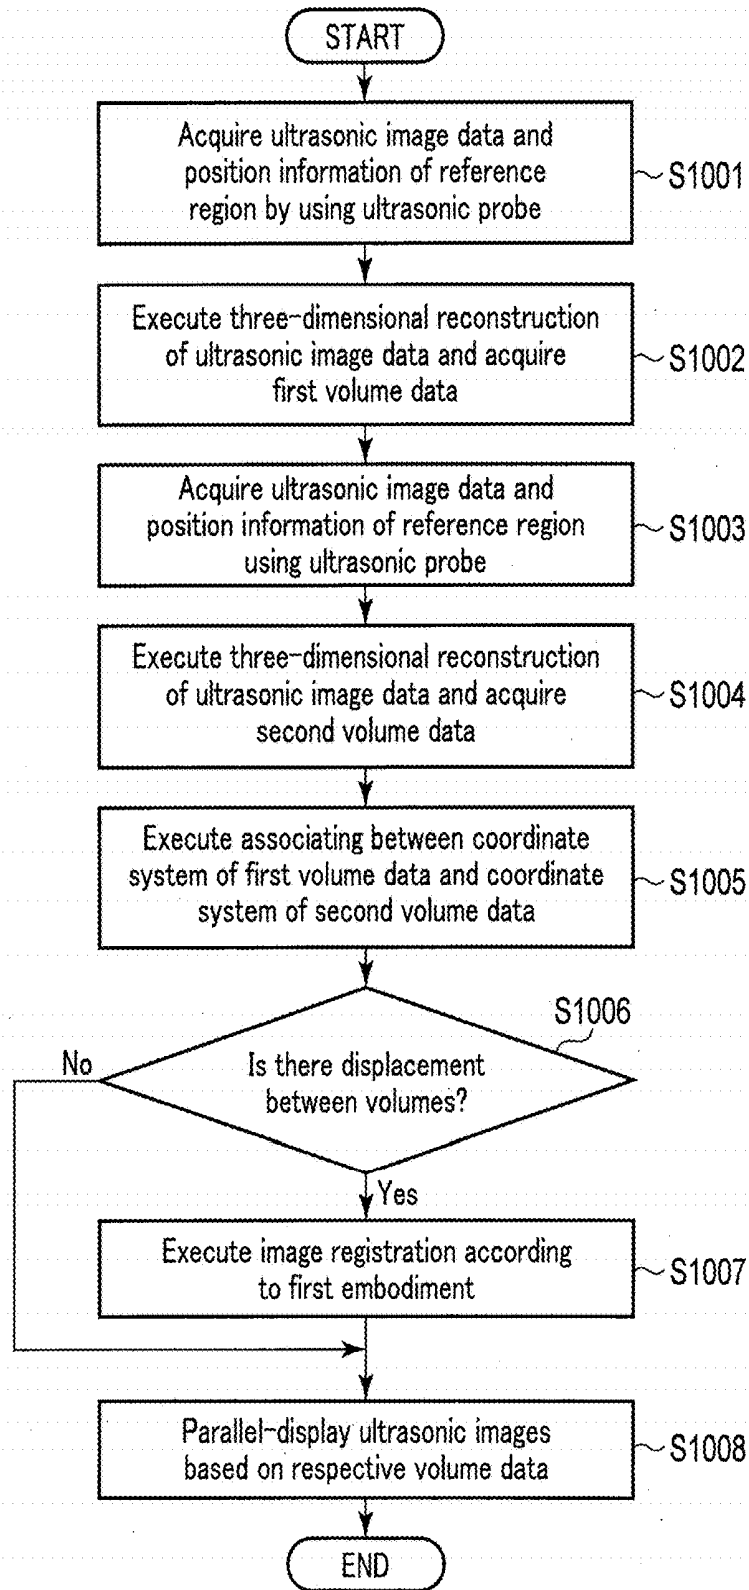 START
Acquire ultrasonic image data and
position information of reference
region by using ultrasonic probe
S1001
Execute three-dimensional reconstruction
of ultrasonic image data and acquire
first volume data
S1002
Acquire ultrasonic image data and
position information of reference region
using ultrasonic probe
S1003
Execute three-dimensional reconstruction
of ultrasonic image data and acquire
second volume data
S1004
Execute associating between coordinate
system of first volume data and coordinate
system of second volume data
S1005
S1006
No
Is there displacement
between volumes?
Yes
Execute image registration according
to first embodiment
S1007
Parallel-display ultrasonic images
based on respective volume data
S1008
END